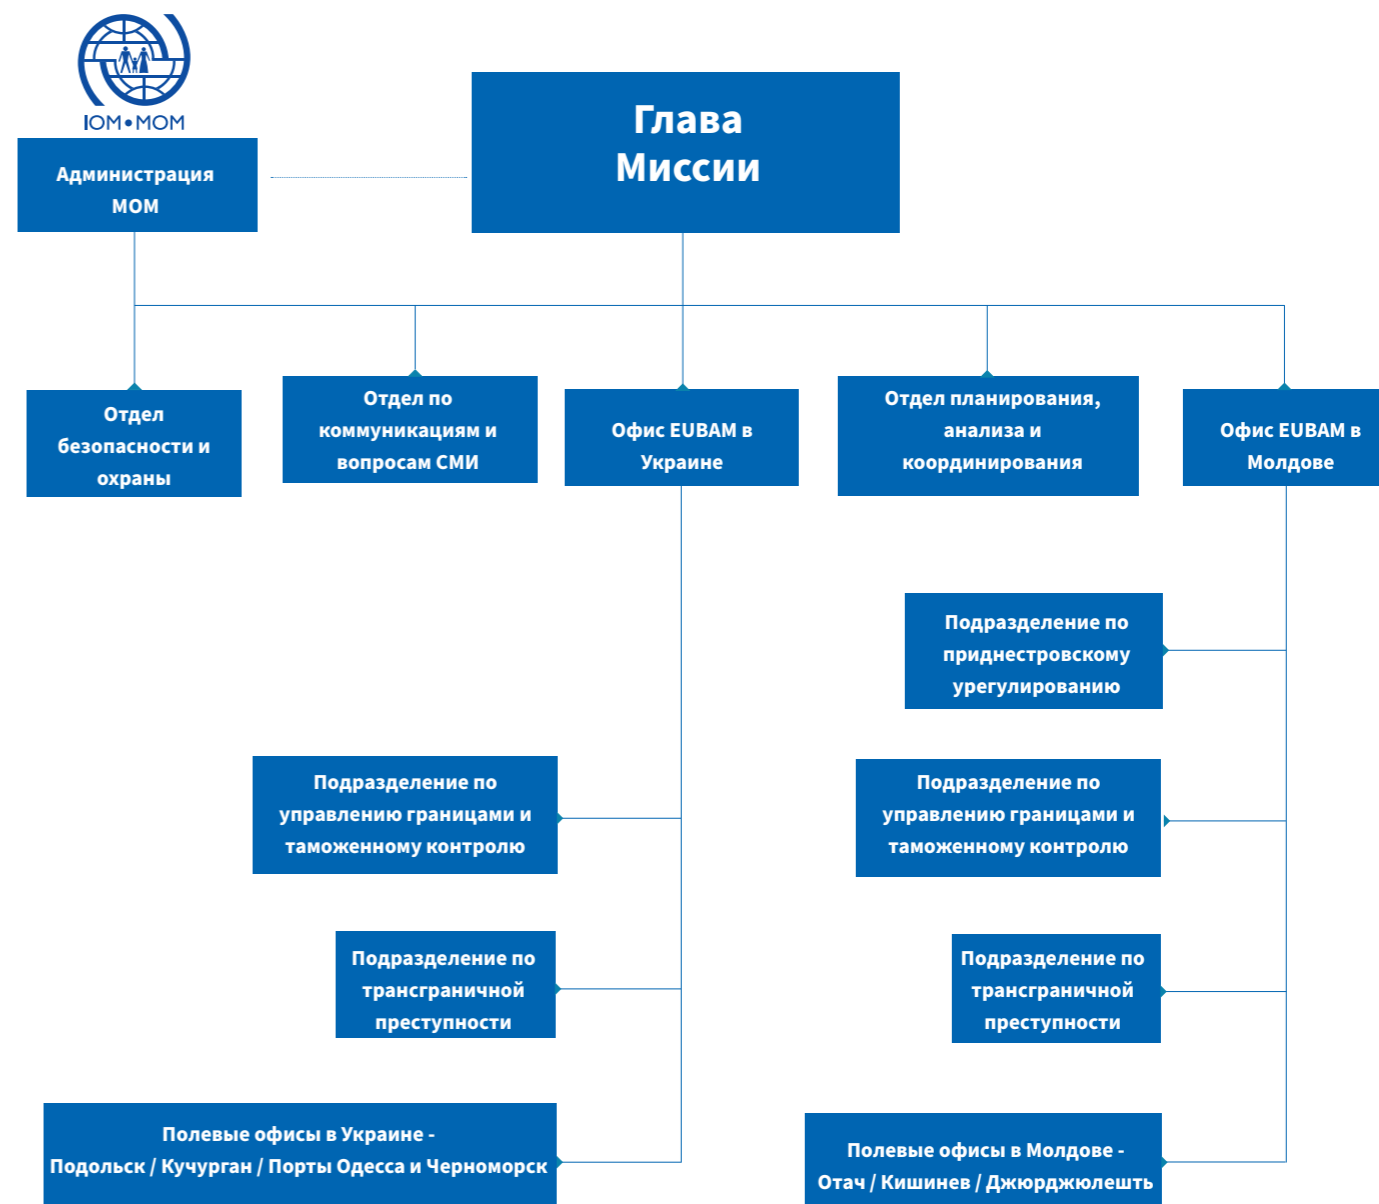 IOM•MOM
Администрация
МОМ
Глава
Миссии
Отдел
безопасности и
охраны
Отдел по
коммуникациям и
вопросам СМИ
Офис EUBAM в
Украине
Отдел планирования,
анализа и
координирования
Офис EUBAM в
Молдове
Подразделение по
приднестровскому
урегулированию
Подразделение по
управлению границами и
таможенному контролю
Подразделение по
управлению границами и
таможенному контролю
Подразделение по
трансграничной
преступности
Подразделение по
трансграничной
преступности
Полевые офисы в Украине -
Подольск / Кучурган / Порты Одесса и Черноморск
Полевые офисы в Молдове -
Отач / Кишинев / Джюрджюлешть